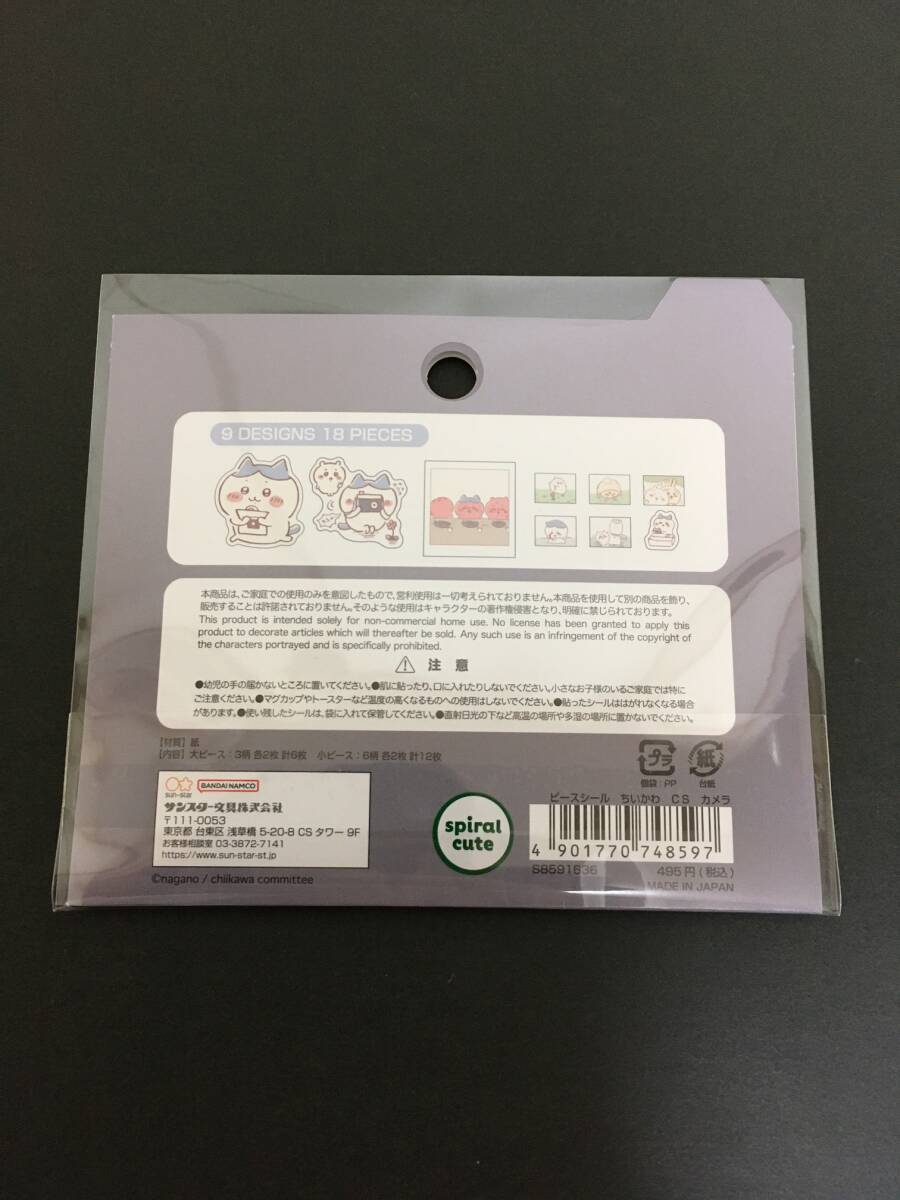 9 DESIGNS 18 PIECES
本商品は、ご家庭での使用のみを意図したもので、営利使用は一切考えられておりません。本商品を使用して別の商品を飾り、
販売することは許諾されておりません。そのような使用はキャラクターの著作権侵害となり、明確に禁じられております。
This product is intended solely for non-commercial home use. No license has been granted to apply this
product to decorate articles which will thereafter be sold. Any such use is an infringement of the copyright of
the characters portrayed and is specifically prohibited.
注 意
●幼児の手の届かないところに置いてください。●肌に貼ったり、口に入れたりしないでください。小さなお子様のいるご家庭では特に
ご注意ください。●マグカップやトースターなど温度の高くなるものへの使用はしないでください。●貼ったシールははがれなくなる場合
があります。●使い残したシールは、袋に入れて保管してください。●直射日光の下など高温の場所や多湿の場所に置かないでください。
【材質】紙
【内容】大ピース:3柄 各2枚 計6枚 小ピース:6柄 各2枚 計12枚
プラ
紙
個袋:PP
台紙
sun-star
BANDAI NAMCO
サンスター文具株式会社
〒111-0053
東京都 台東区 浅草橋 5-20-8 CS タワー 9F
お客様相談室 03-3872-7141
https://www.sun-star-st.jp
©nagano / chiikawa committee
spiral
cute
ピースシール ちいかわ CS カメラ
4 901770 748597
S8591636 495円(税込)
MADE IN JAPAN